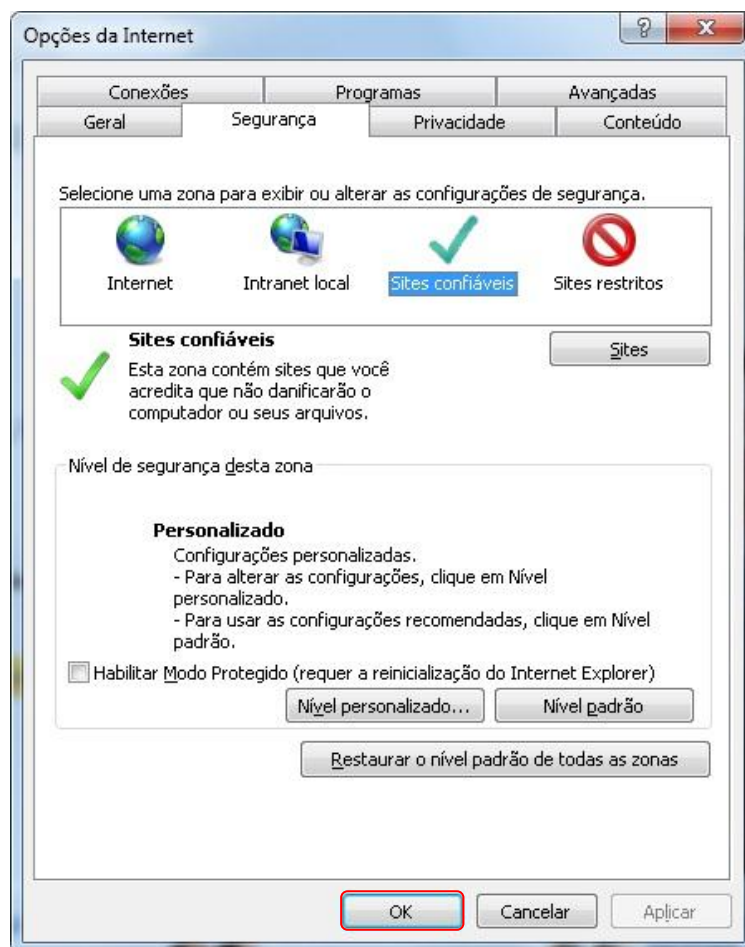 Opções da Internet
Conexões Programas Avançadas
Geral Segurança Privacidade Conteúdo
Selecione uma zona para exibir ou alterar as configurações de segurança.
Internet Intranet local Sites confiáveis Sites restritos
Sites confiáveis
Sites
Esta zona contém sites que você
acredita que não danificarão o
computador ou seus arquivos.
Nível de segurança desta zona
Personalizado
Configurações personalizadas.
- Para alterar as configurações, clique em Nível
personalizado.
- Para usar as configurações recomendadas, clique em Nível
padrão.
Habilitar Modo Protegido (requer a reinicialização do Internet Explorer)
Nível personalizado... Nível padrão
Restaurar o nível padrão de todas as zonas
OK Cancelar Aplicar